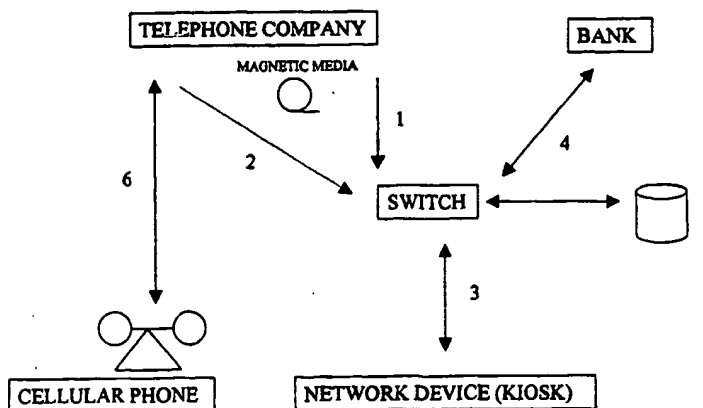 TELEPHONE COMPANY
BANK
MAGNETIC MEDIA
1
2
4
6
SWITCH
3
CELLULAR PHONE
NETWORK DEVICE (KIOSK)